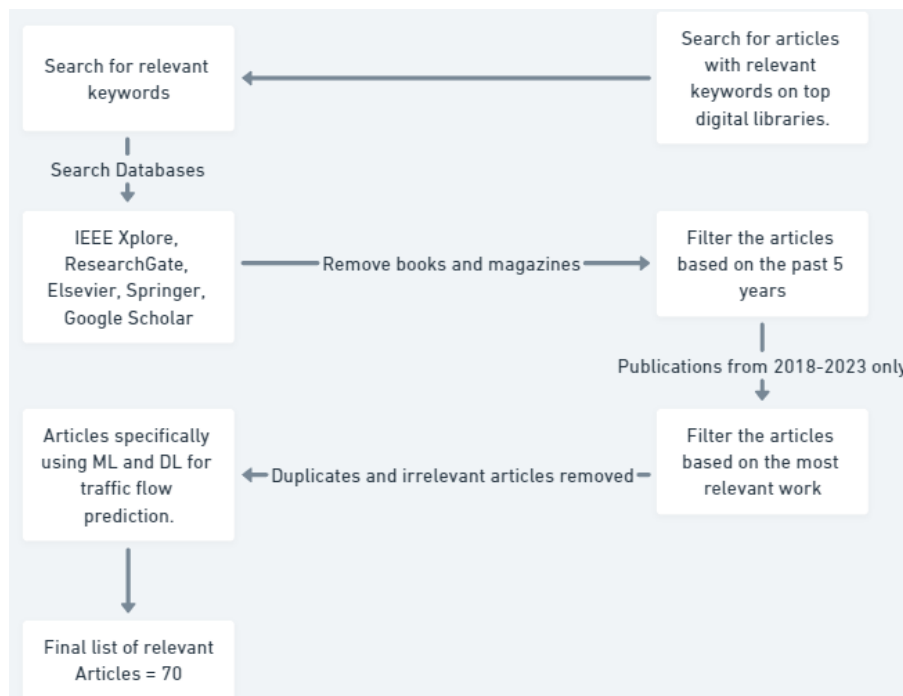 Search for relevant
keywords
Search for articles
with relevant
keywords on top
digital libraries.
Search Databases
IEEE Xplore,
ResearchGate,
Elsevier, Springer,
Google Scholar
Remove books and magazines
Filter the articles
based on the past 5
years
Publications from 2018-2023 only
Filter the articles
based on the most
relevant work
Duplicates and irrelevant articles removed
Articles specifically
using ML and DL for
traffic flow
prediction.
Final list of relevant
Articles = 70